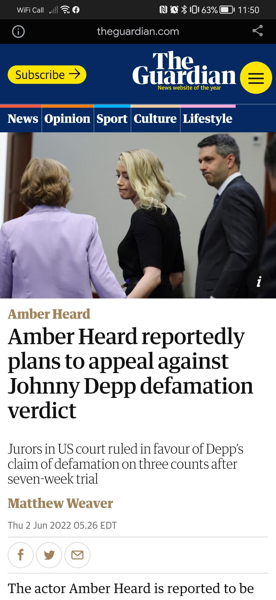 WiFi Call 63% 11:50
theguardian.com
Subscribe →
The
Guardian
News website of the year
News Opinion Sport Culture Lifestyle
i
Amber Heard
Amber Heard reportedly
plans to appeal against
Johnny Depp defamation
verdict
Jurors in US court ruled in favour of Depp's
claim of defamation on three counts after
seven-week trial
Matthew Weaver
Thu 2 Jun 2022 05.26 EDT
The actor Amber Heard is reported to be